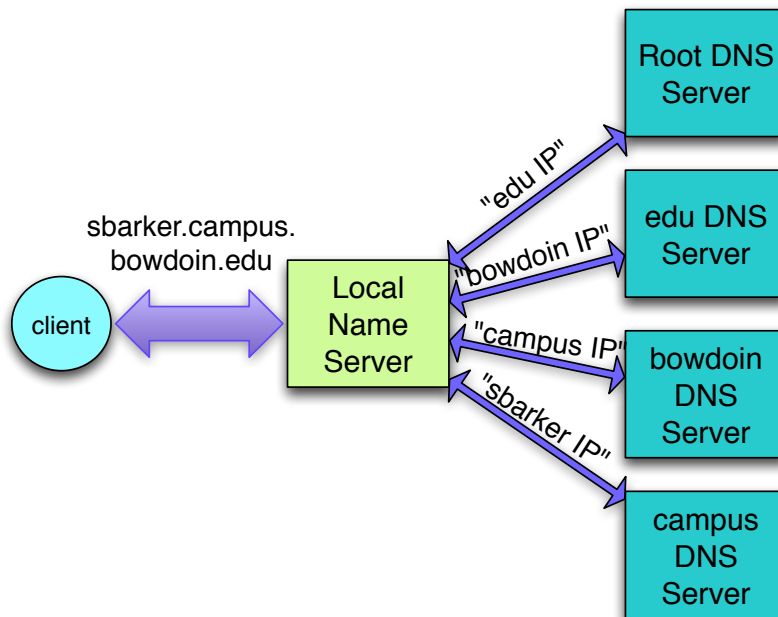 Root DNS
Server
"edu IP"
sbarker.campus.
bowdoin.edu
edu DNS
Server
"bowdoin IP"
client
Local
Name
Server
"campus IP"
bowdoin
DNS
Server
"sbarker IP"
campus
DNS
Server